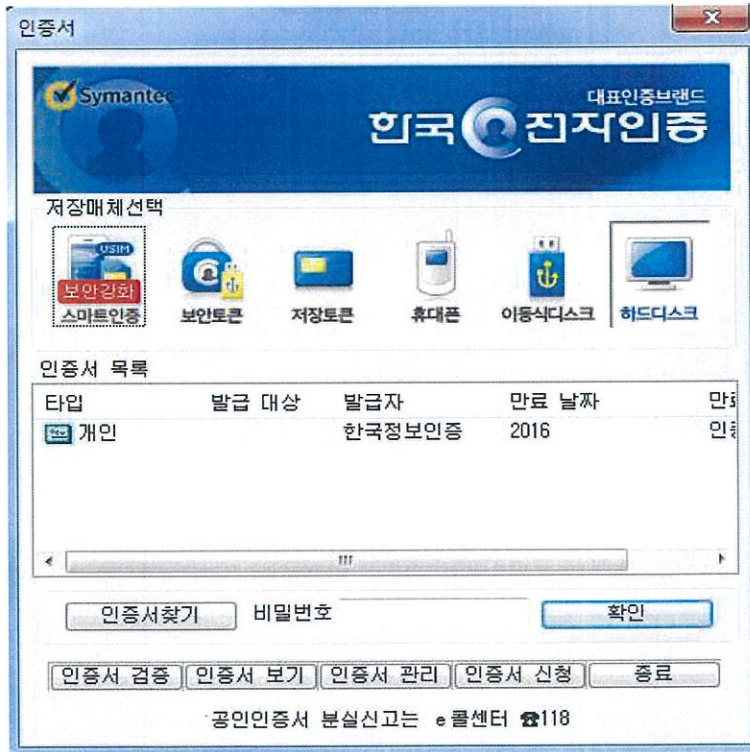 인증서
Symantec
대표인증브랜드
한국 전자인증
저장매체선택
USIM
보안강화
스마트인증 보안토큰 저장토큰 휴대폰 이동식디스크 하드디스크
인증서 목록
타입 발급 대상 발급자 만료 날짜
개인 한국정보인증 2016
인증서찾기 비밀번호 확인
인증서 검증 인증서 보기 인증서 관리 인증서 신청 종료
공인인증서 분실신고는 e콜센터 ☎118